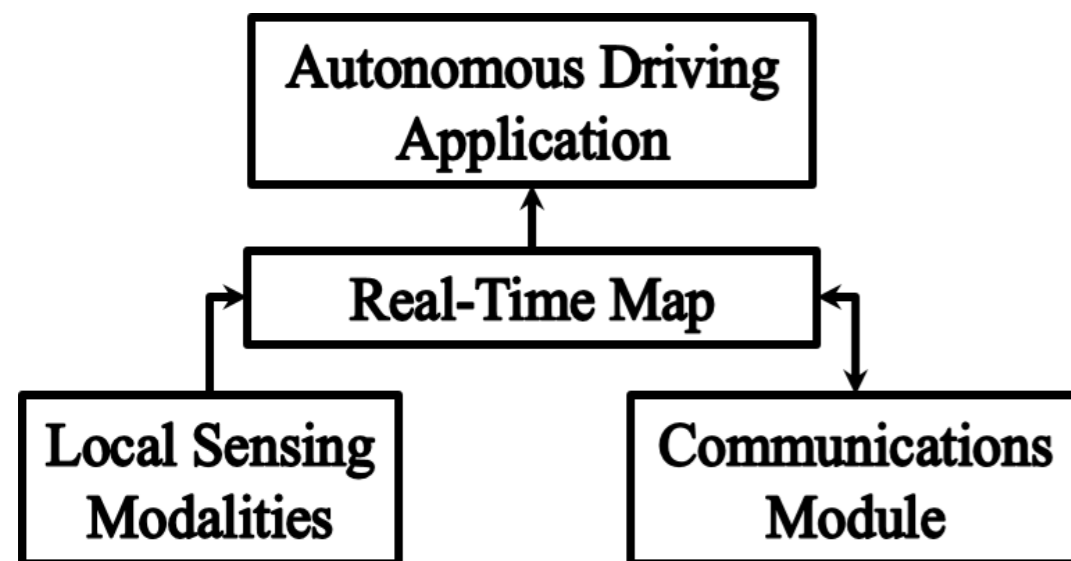 Autonomous Driving
Application
Real-Time Map
Local Sensing
Modalities
Communications
Module